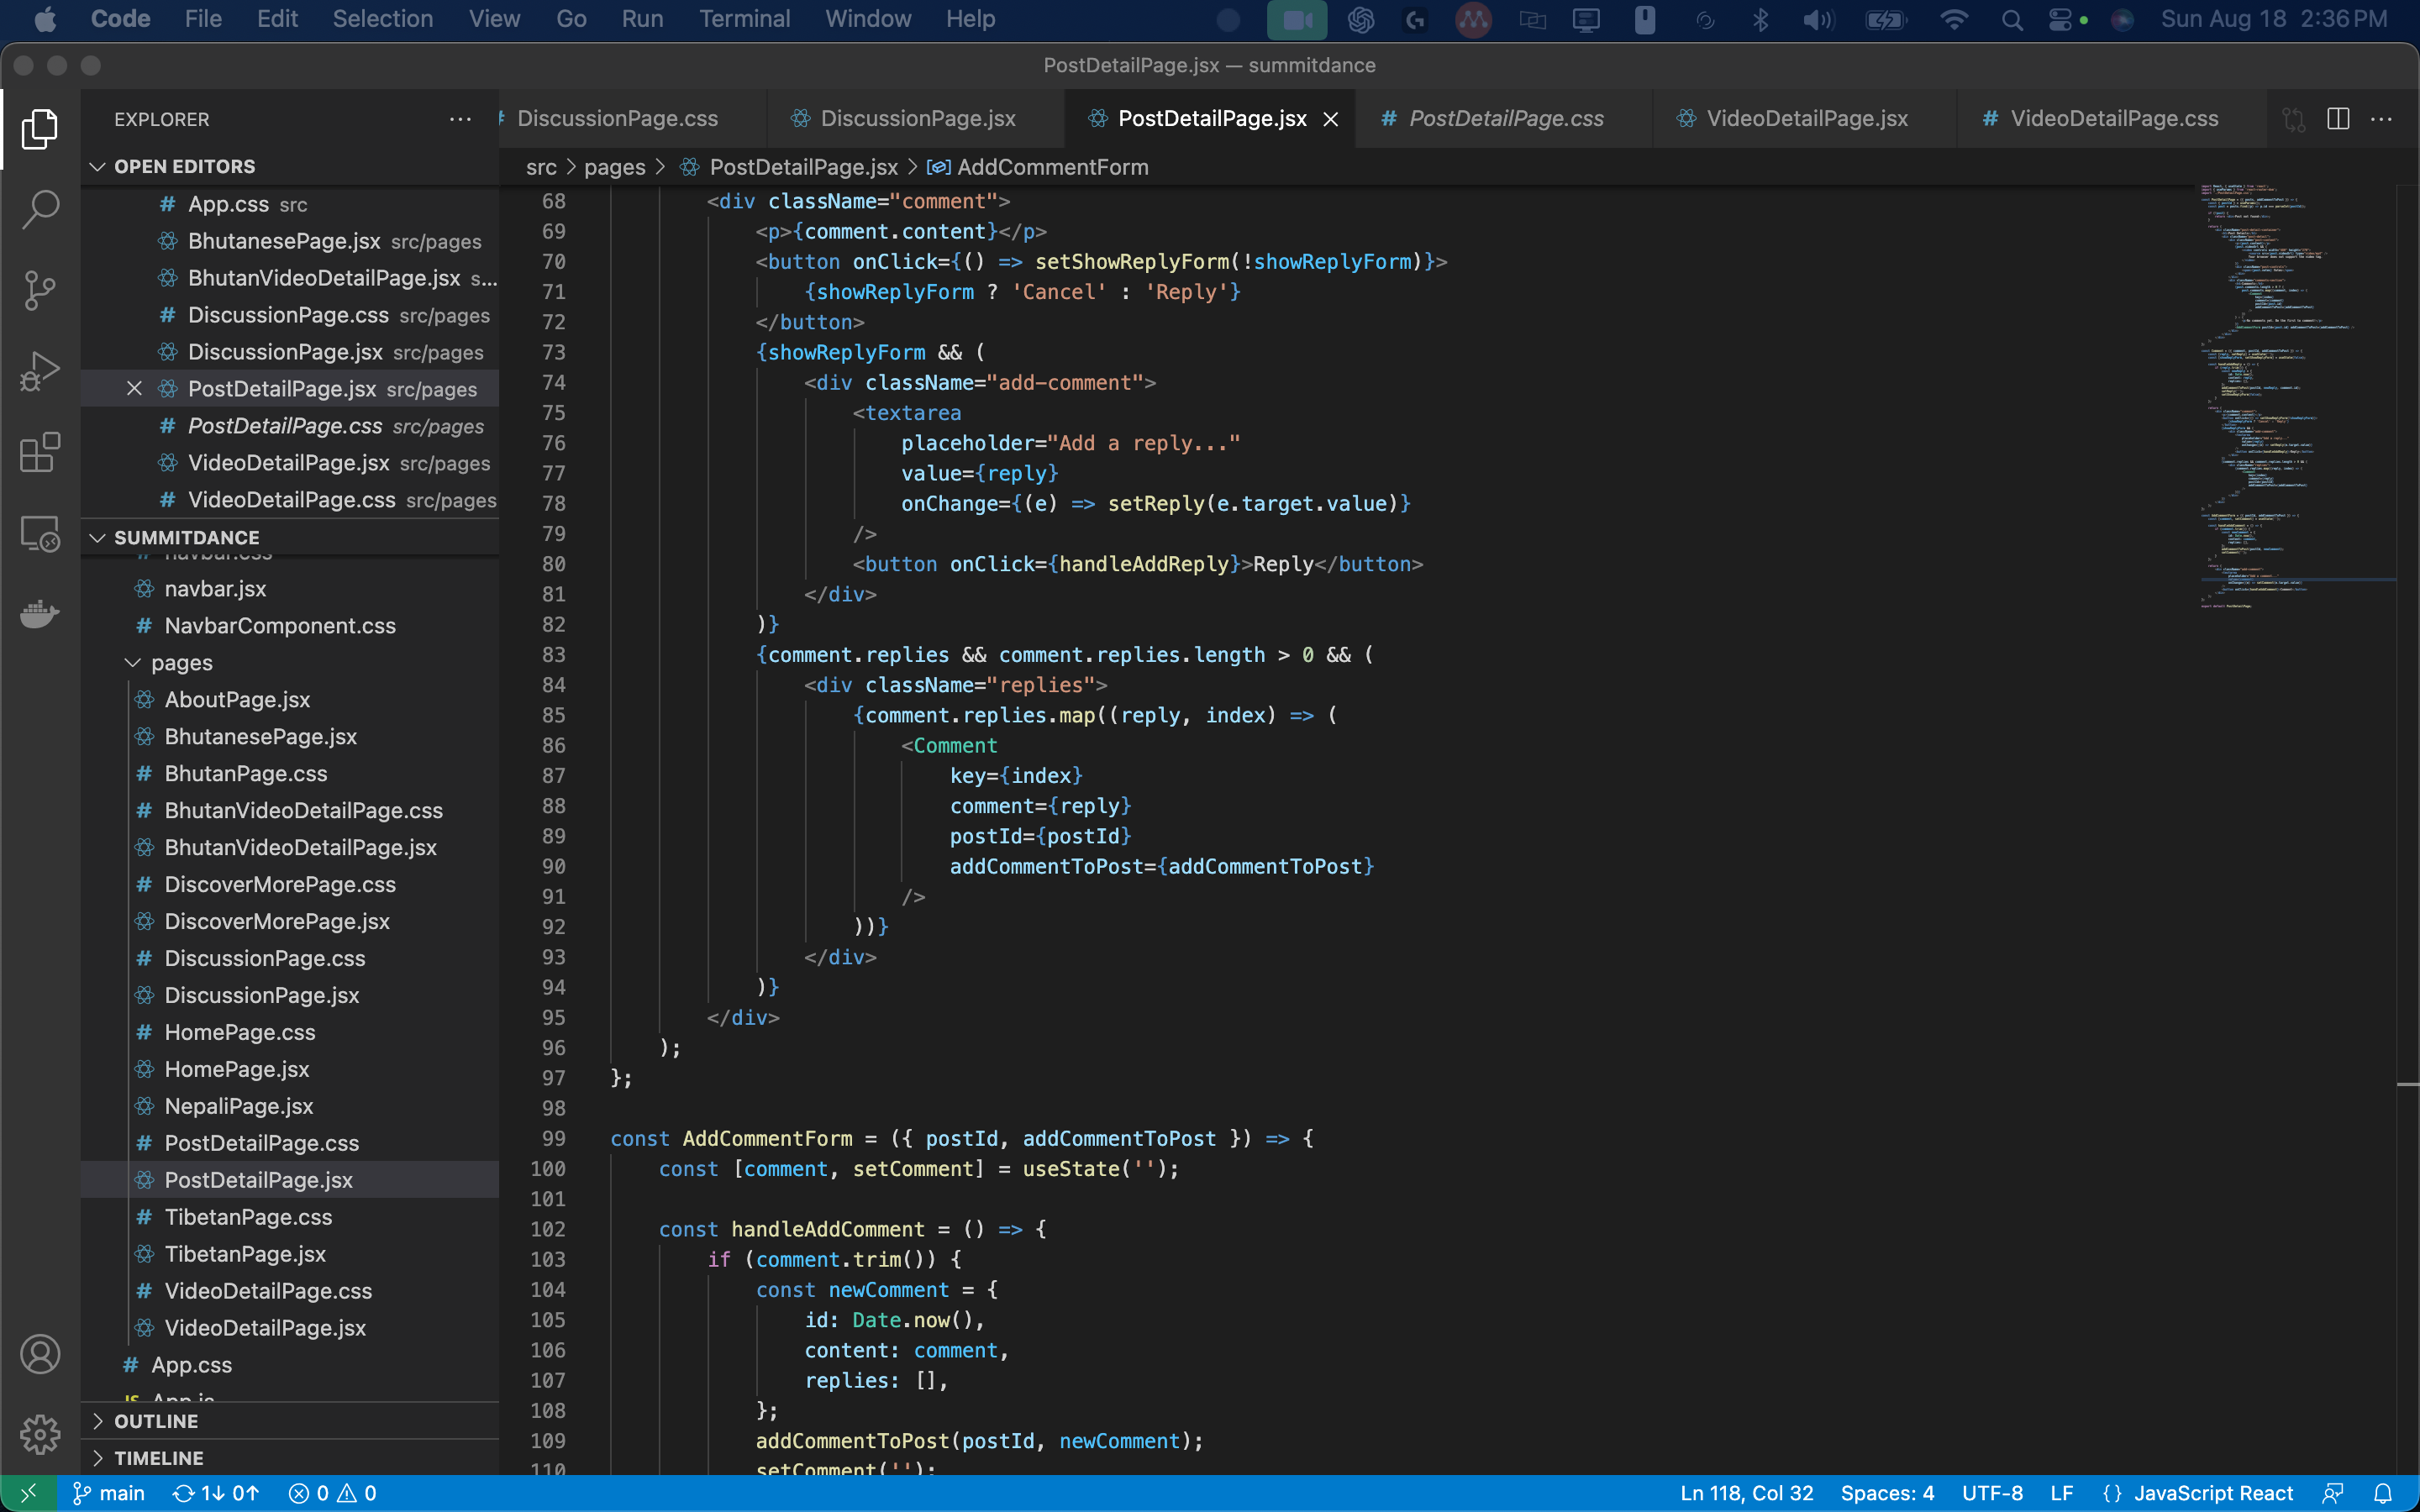 Code File Edit Selection View Go Run Terminal Window Help Sun Aug 18 2:36 PM
PostDetailPage.jsx — summitdance
EXPLORER
DiscussionPage.css DiscussionPage.jsx PostDetailPage.jsx # PostDetailPage.css VideoDetailPage.jsx # VideoDetailPage.css
src > pages > PostDetailPage.jsx > AddCommentForm
OPEN EDITORS
# App.css src
BhutanesePage.jsx src/pages
BhutanVideoDetailPage.jsx s...
# DiscussionPage.css src/pages
DiscussionPage.jsx src/pages
PostDetailPage.jsx src/pages
# PostDetailPage.css src/pages
VideoDetailPage.jsx src/pages
# VideoDetailPage.css src/pages
SUMMITDANCE
# navbar.css
navbar.jsx
# NavbarComponent.css
pages
AboutPage.jsx
BhutanesePage.jsx
# BhutanPage.css
# BhutanVideoDetailPage.css
BhutanVideoDetailPage.jsx
# DiscoverMorePage.css
DiscoverMorePage.jsx
# DiscussionPage.css
DiscussionPage.jsx
# HomePage.css
HomePage.jsx
NepaliPage.jsx
# PostDetailPage.css
PostDetailPage.jsx
# TibetanPage.css
TibetanPage.jsx
# VideoDetailPage.css
VideoDetailPage.jsx
# App.css
JS App.js
OUTLINE
TIMELINE
68 <div className="comment">
69 <p>{comment.content}</p>
70 <button onClick={() => setShowReplyForm(!showReplyForm)}>
71 {showReplyForm ? 'Cancel' : 'Reply'}
72 </button>
73 {showReplyForm && (
74 <div className="add-comment">
75 <textarea
76 placeholder="Add a reply..."
77 value={reply}
78 onChange={(e) => setReply(e.target.value)}
79 />
80 <button onClick={handleAddReply}>Reply</button>
81 </div>
82 )}
83 {comment.replies && comment.replies.length > 0 && (
84 <div className="replies">
85 {comment.replies.map((reply, index) => (
86 <Comment
87 key={index}
88 comment={reply}
89 postId={postId}
90 addCommentToPost={addCommentToPost}
91 />
92 ))}
93 </div>
94 )}
95 </div>
96 );
97 };
98
99 const AddCommentForm = ({ postId, addCommentToPost }) => {
100 const [comment, setComment] = useState('');
101
102 const handleAddComment = () => {
103 if (comment.trim()) {
104 const newComment = {
105 id: Date.now(),
106 content: comment,
107 replies: [],
108 };
109 addCommentToPost(postId, newComment);
110 setComment('');
main 1↓ 0↑ 0 0 Ln 118, Col 32 Spaces: 4 UTF-8 LF {} JavaScript React